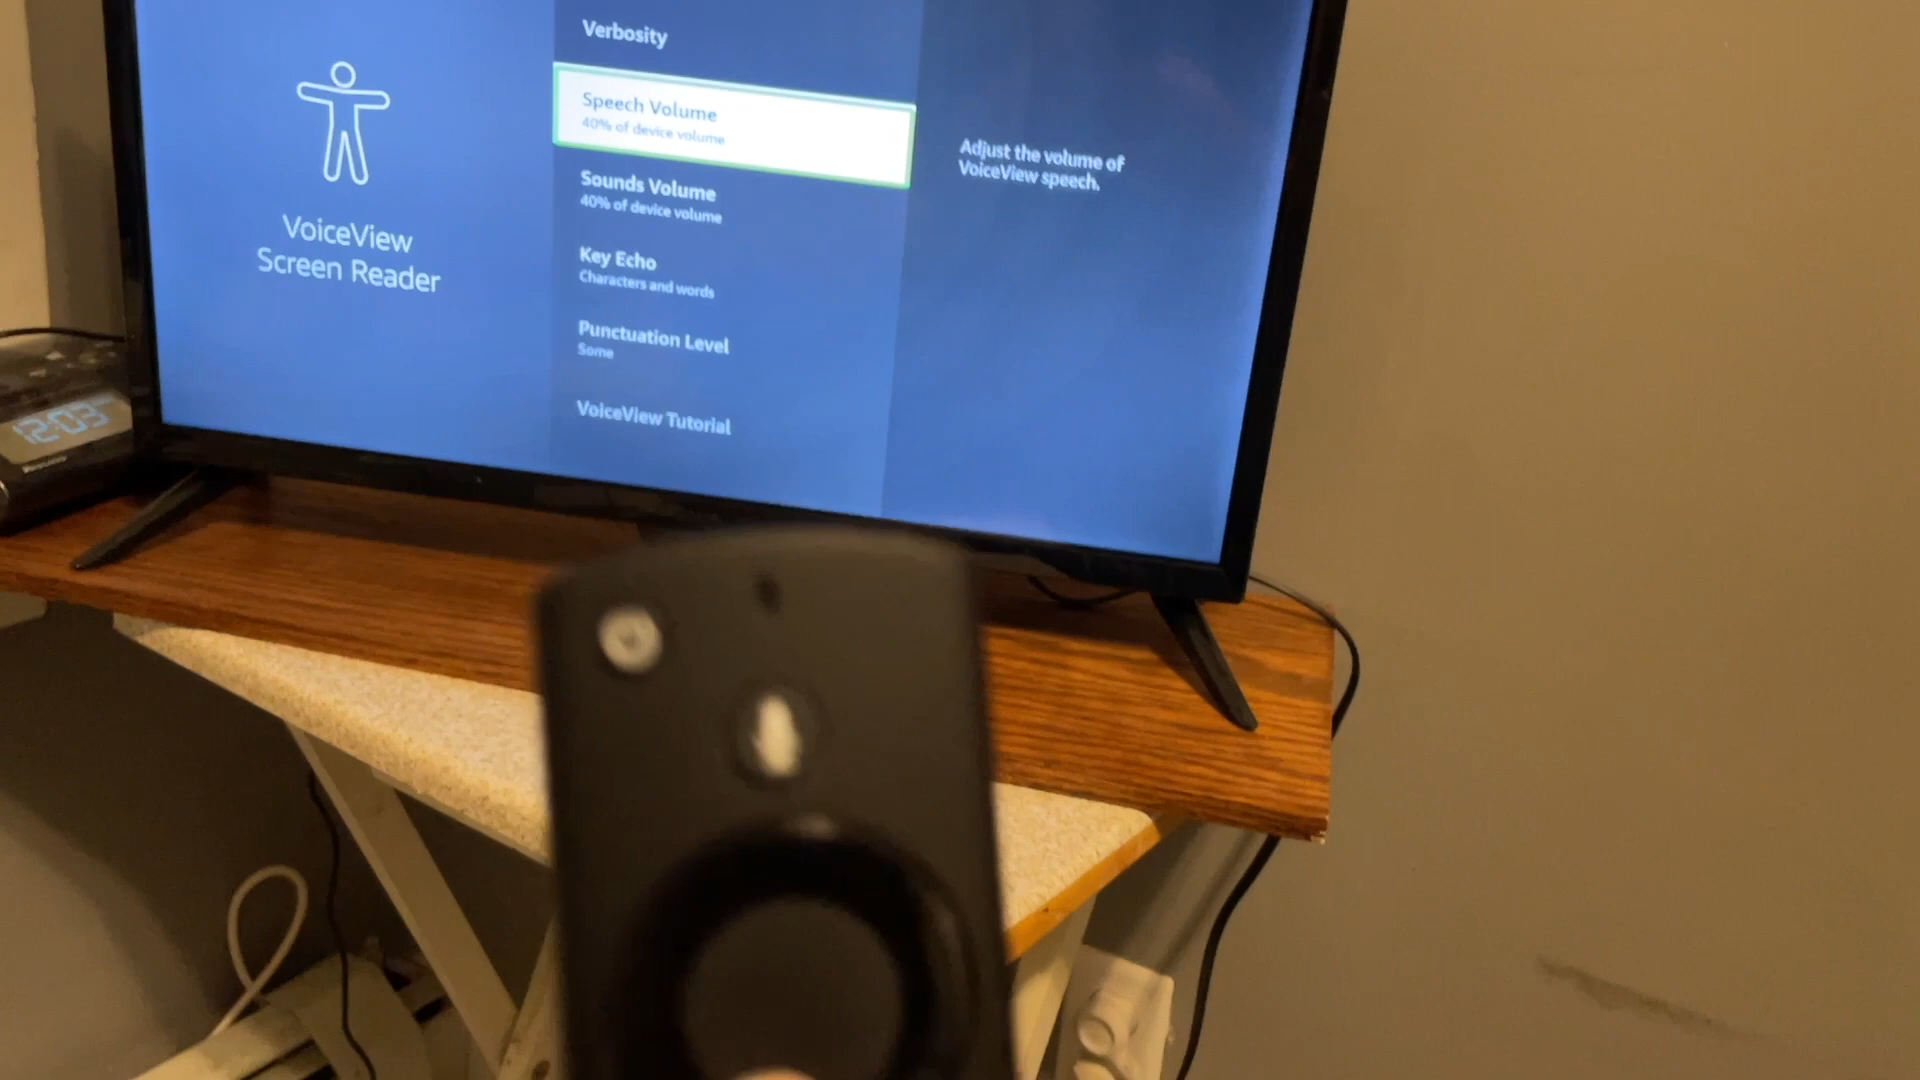 VoiceView
Screen Reader
Verbosity
Speech Volume
40% of device volume
Sounds Volume
40% of device volume
Key Echo
Characters and words
Punctuation Level
Some
VoiceView Tutorial
Adjust the volume of
VoiceView speech.
12:03